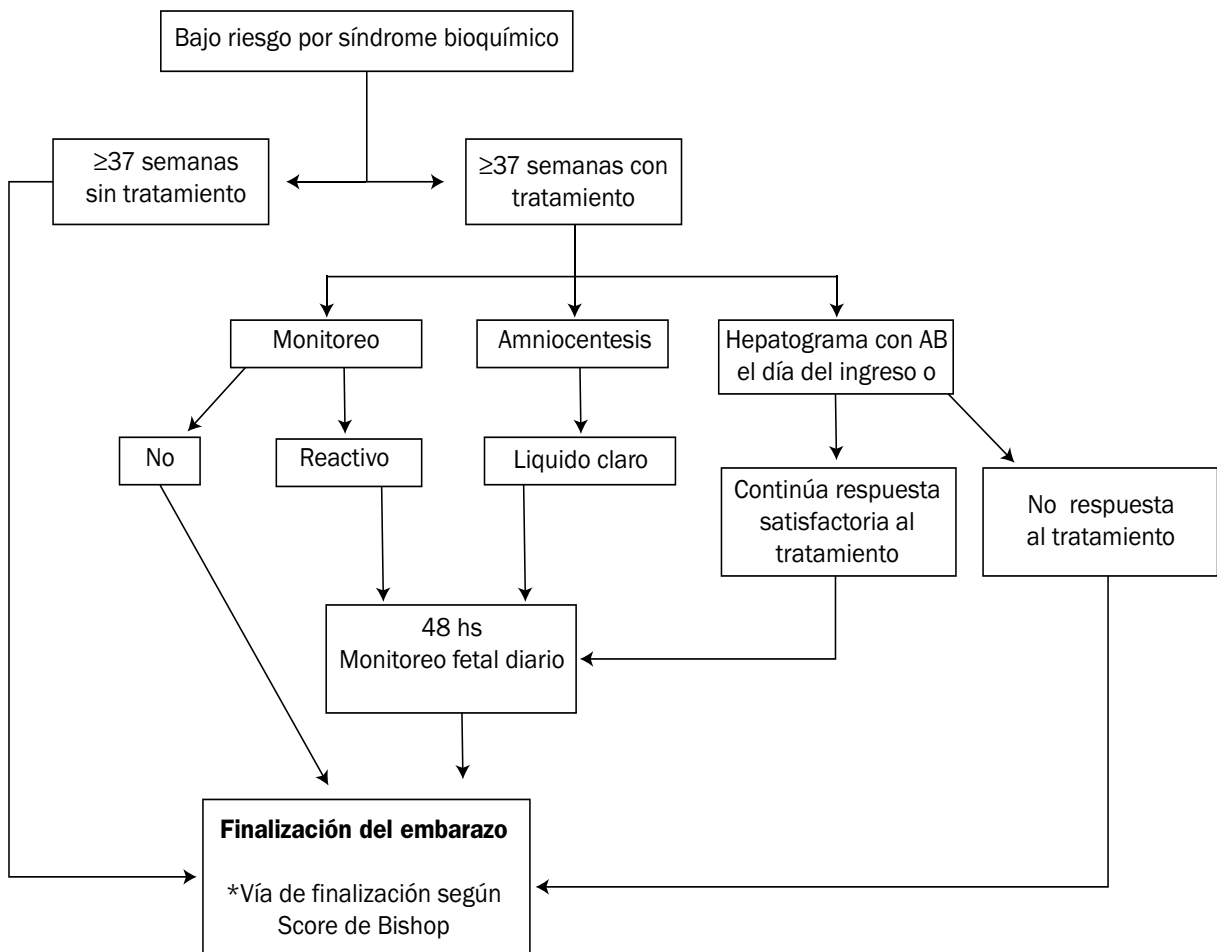 Bajo riesgo por síndrome bioquímico
≥37 semanas
sin tratamiento
≥37 semanas con
tratamiento
Monitoreo
Amniocentesis
Hepatograma con AB
el día del ingreso o
No
Reactivo
Liquido claro
Continúa respuesta
satisfactoria al
tratamiento
No respuesta
al tratamiento
48 hs
Monitoreo fetal diario
Finalización del embarazo
*Vía de finalización según
Score de Bishop